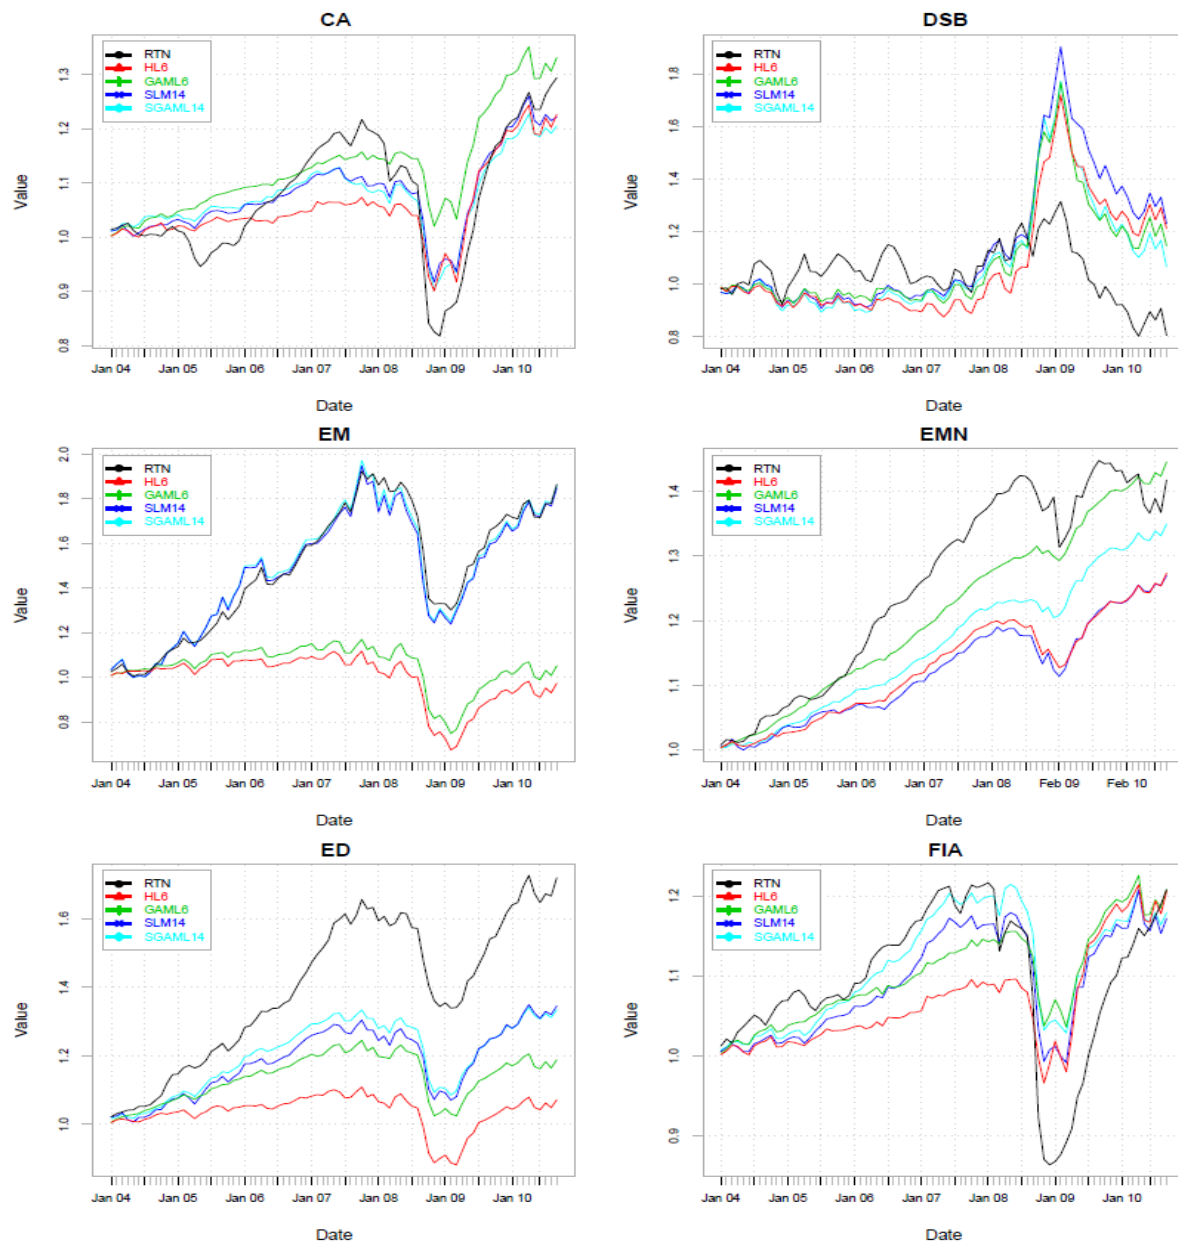 CA
RTN
HL6
GAML6
SLM14
SGAML14
Value
1.3
1.2
1.1
1.0
0.9
0.8
Jan 04 Jan 05 Jan 06 Jan 07 Jan 08 Jan 09 Jan 10
Date
DSB
RTN
HL6
GAML6
SLM14
SGAML14
Value
1.8
1.6
1.4
1.2
1.0
0.8
Jan 04 Jan 05 Jan 06 Jan 07 Jan 08 Jan 09 Jan 10
Date
EM
RTN
HL6
GAML6
SLM14
SGAML14
Value
2.0
1.8
1.6
1.4
1.2
1.0
0.8
Jan 04 Jan 05 Jan 06 Jan 07 Jan 08 Jan 09 Jan 10
Date
EMN
RTN
HL6
GAML6
SLM14
SGAML14
Value
1.4
1.3
1.2
1.1
1.0
Jan 04 Jan 05 Jan 06 Jan 07 Jan 08 Feb 09 Feb 10
Date
ED
RTN
HL6
GAML6
SLM14
SGAML14
Value
1.6
1.4
1.2
1.0
Jan 04 Jan 05 Jan 06 Jan 07 Jan 08 Jan 09 Jan 10
Date
FIA
RTN
HL6
GAML6
SLM14
SGAML14
Value
1.2
1.1
1.0
0.9
Jan 04 Jan 05 Jan 06 Jan 07 Jan 08 Jan 09 Jan 10
Date